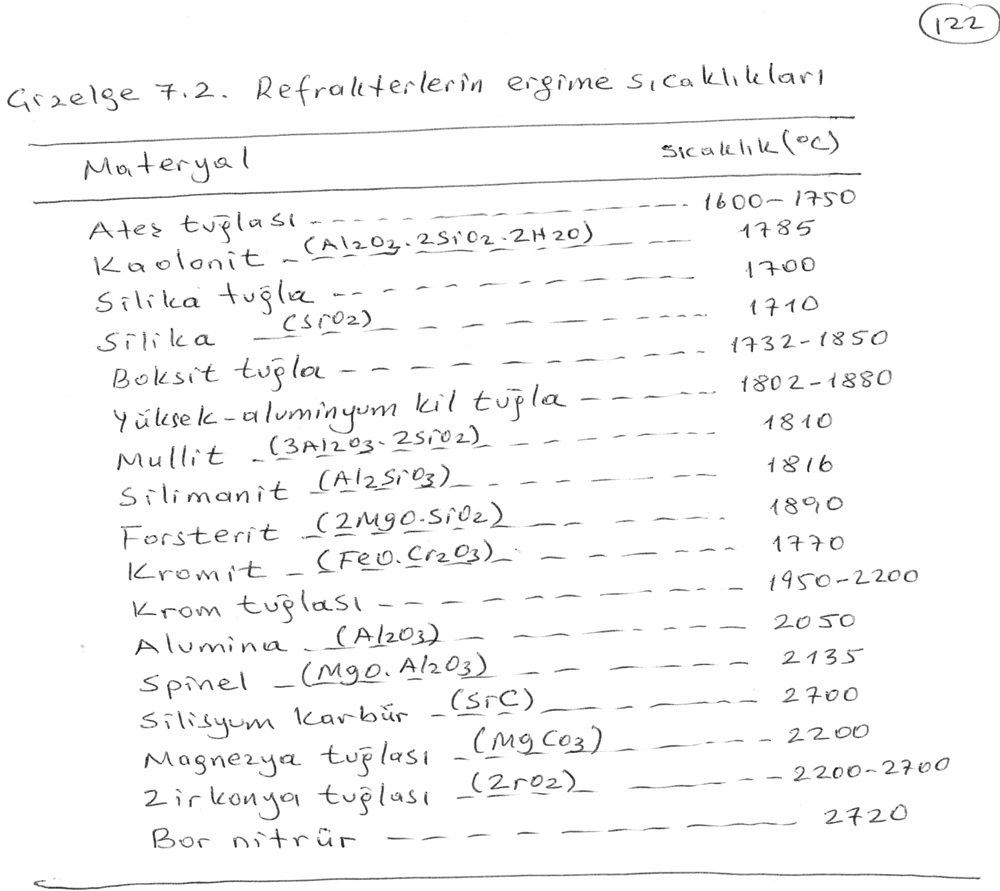 122
Çizelge 7.2. Refrakterlerin ergime sıcaklıkları
Materyal Sıcaklık (°C)
Ateş tuğlası ---------- 1600-1750
Kaolonit - (Al2O3.2SiO2.2H2O) -- 1785
Silika tuğla ---------- 1700
Silika (SiO2) ---------- 1710
Boksit tuğla ---------- 1732-1850
Yüksek-aluminyum kil tuğla ------ 1802-1880
Mullit (3Al2O3.2SiO2) ------ 1810
Silimanit (Al2SiO3) ------ 1816
Forsterit (2MgO.SiO2) ------ 1890
Kromit - (FeO.Cr2O3) ------ 1770
Krom tuğlası ---------- 1950-2200
Alumina (Al2O3) -------- 2050
Spinel - (MgO.Al2O3) ------ 2135
Silisyum karbür - (SiC) ------ 2700
Magnezya tuğlası - (MgCO3) ----- 2200
Zirkonya tuğlası - (ZrO2) ----- 2200-2700
Bor nitrür ---------- 2720